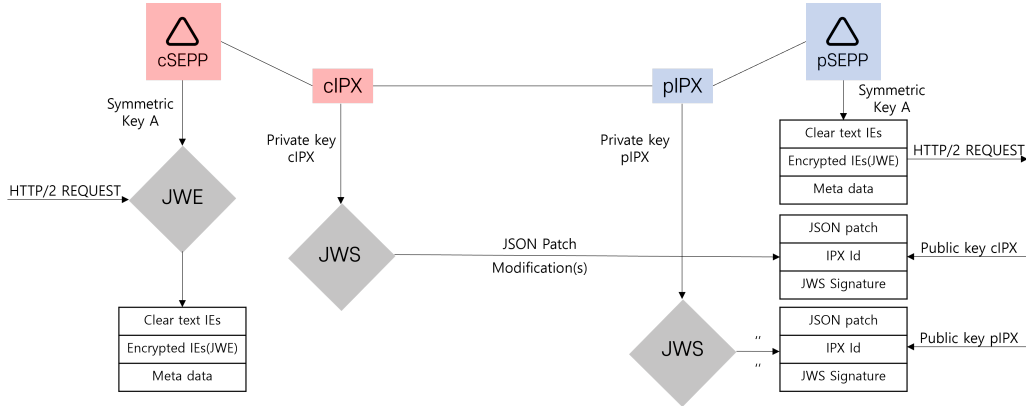 cSEPP
pSEPP
cIPX
pIPX
Symmetric
Key A
Private key
cIPX
Private key
pIPX
Symmetric
Key A
Clear text IEs
Encrypted IEs(JWE)
Meta data
HTTP/2 REQUEST
HTTP/2 REQUEST
JWE
JWS
JSON Patch
Modification(s)
JSON patch
IPX Id
JWS Signature
Public key cIPX
Clear text IEs
Encrypted IEs(JWE)
Meta data
JWS
,,
,,
JSON patch
IPX Id
JWS Signature
Public key pIPX